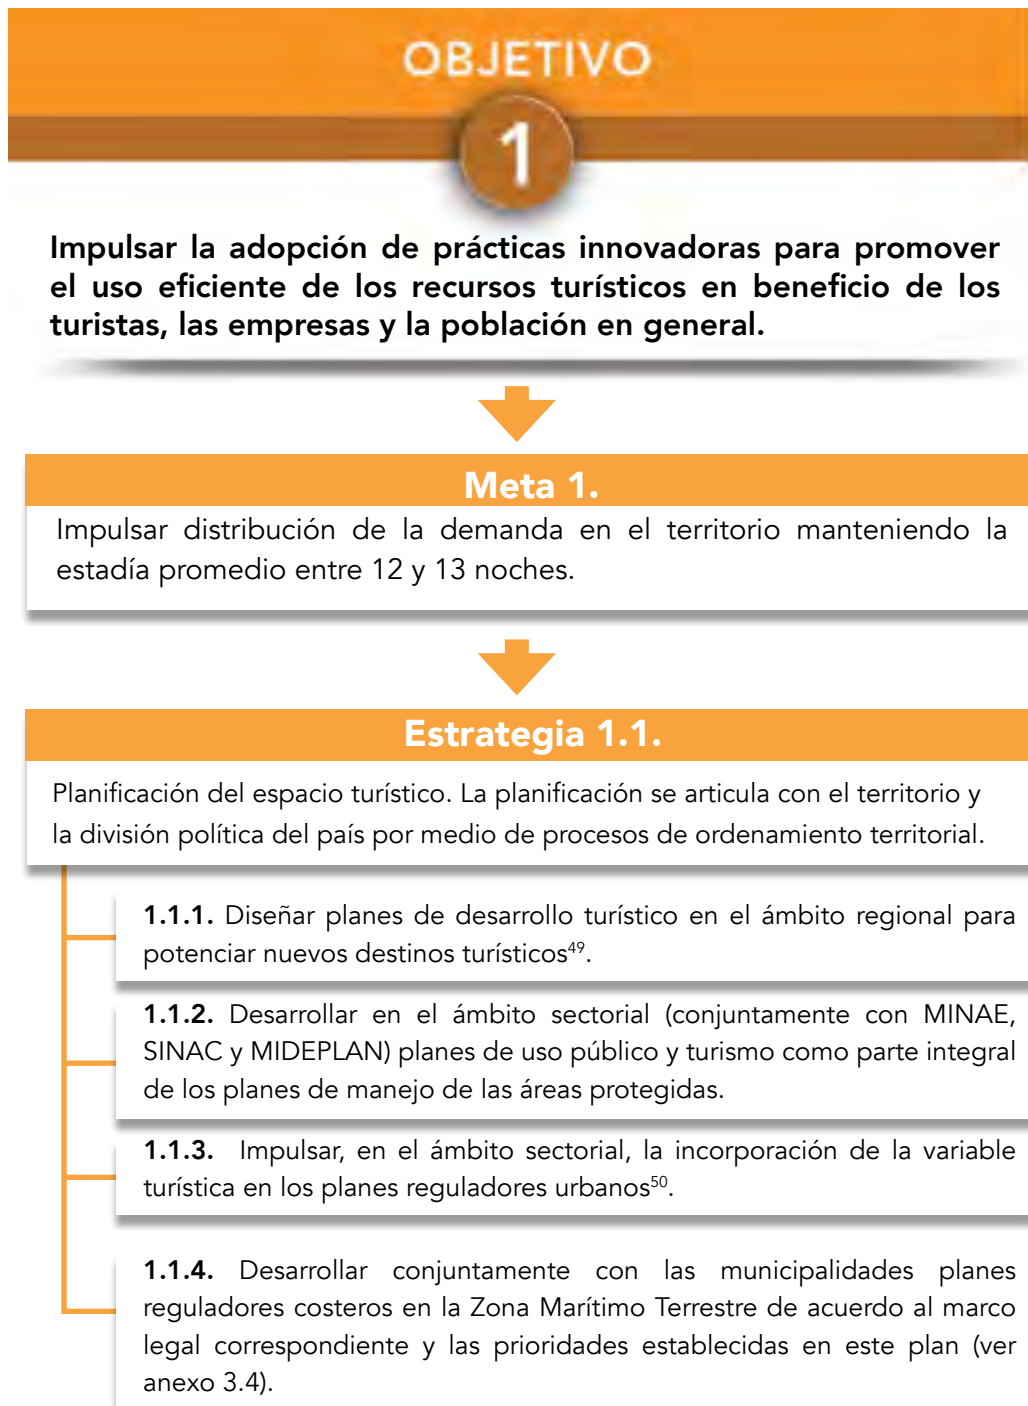 OBJETIVO
1
Impulsar la adopción de prácticas innovadoras para promover
el uso eficiente de los recursos turísticos en beneficio de los
turistas, las empresas y la población en general.
Meta 1.
Impulsar distribución de la demanda en el territorio manteniendo la
estadía promedio entre 12 y 13 noches.
Estrategia 1.1.
Planificación del espacio turístico. La planificación se articula con el territorio y
la división política del país por medio de procesos de ordenamiento territorial.
1.1.1. Diseñar planes de desarrollo turístico en el ámbito regional para
potenciar nuevos destinos turísticos⁴⁹.
1.1.2. Desarrollar en el ámbito sectorial (conjuntamente con MINAE,
SINAC y MIDEPLAN) planes de uso público y turismo como parte integral
de los planes de manejo de las áreas protegidas.
1.1.3. Impulsar, en el ámbito sectorial, la incorporación de la variable
turística en los planes reguladores urbanos⁵⁰.
1.1.4. Desarrollar conjuntamente con las municipalidades planes
reguladores costeros en la Zona Marítimo Terrestre de acuerdo al marco
legal correspondiente y las prioridades establecidas en este plan (ver
anexo 3.4).